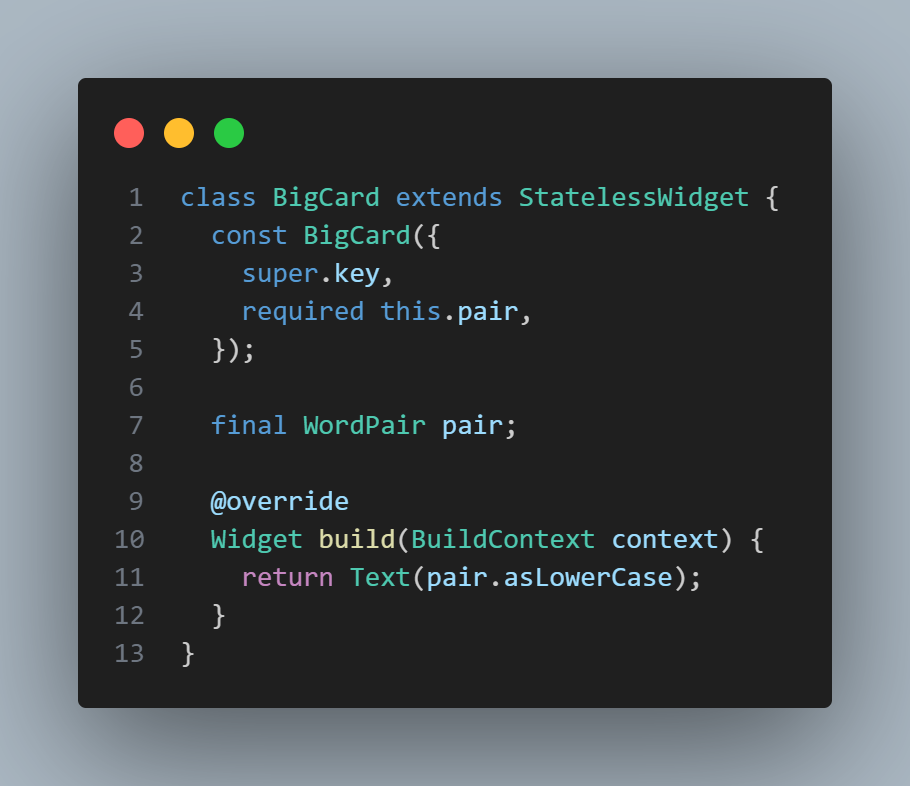 1 class BigCard extends StatelessWidget {
2   const BigCard({
3     super.key,
4     required this.pair,
5   });
6
7   final WordPair pair;
8
9   @override
10   Widget build(BuildContext context) {
11     return Text(pair.asLowerCase);
12   }
13 }